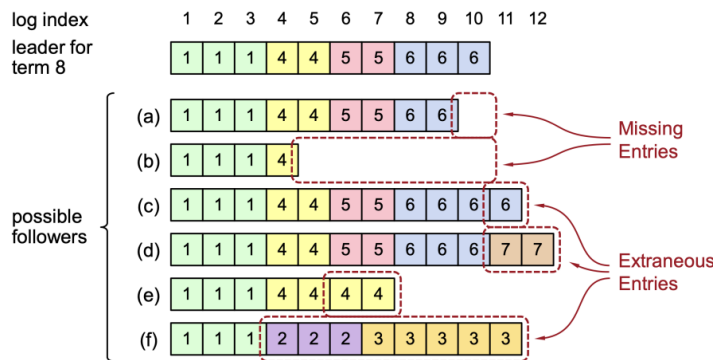 log index 1 2 3 4 5 6 7 8 9 10 11 12
leader for term 8 1 1 1 4 4 5 5 6 6 6
(a) 1 1 1 4 4 5 5 6 6
Missing Entries
(b) 1 1 1 4
possible followers
(c) 1 1 1 4 4 5 5 6 6 6 6
(d) 1 1 1 4 4 5 5 6 6 6 7 7
Extraneous Entries
(e) 1 1 1 4 4 4 4
(f) 1 1 1 2 2 2 3 3 3 3 3